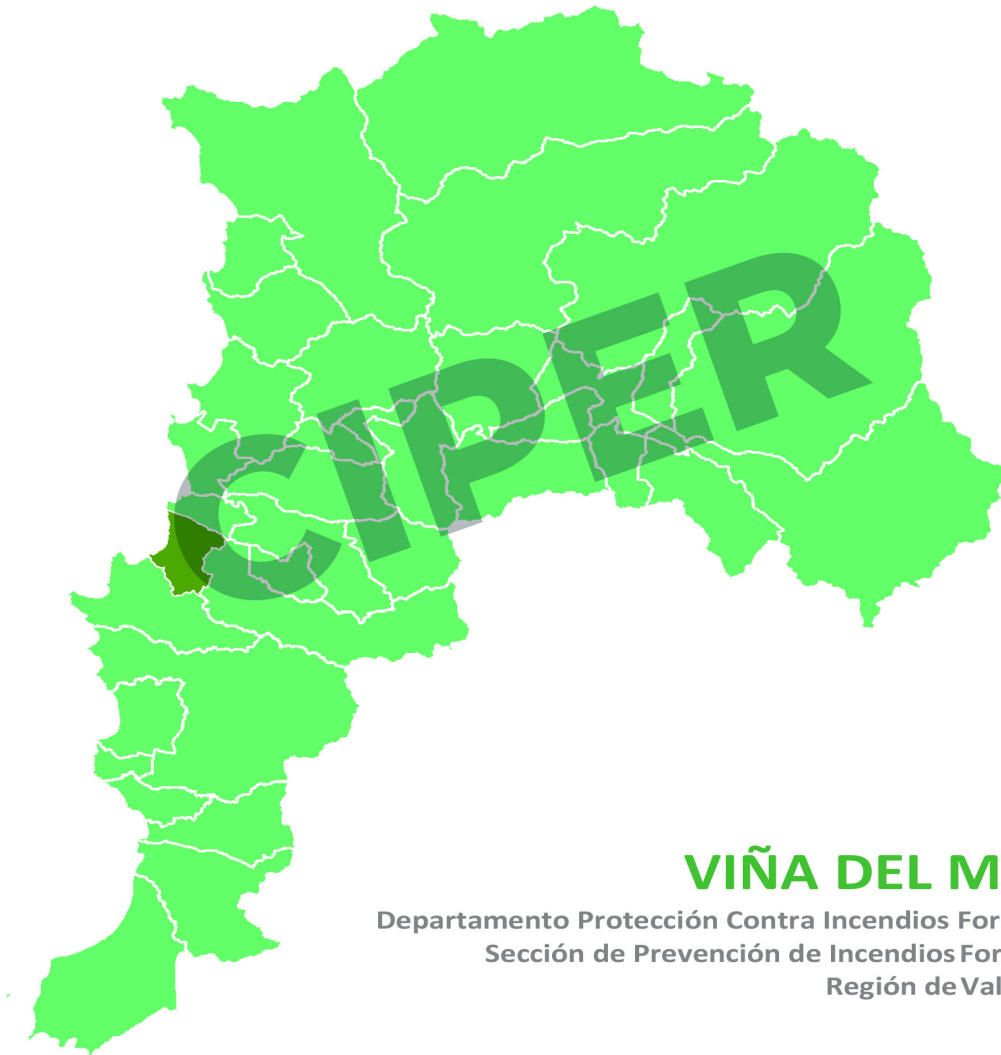 CIPER
VIÑA DEL M
Departamento Protección Contra Incendios For
Sección de Prevención de Incendios For
Región de Val